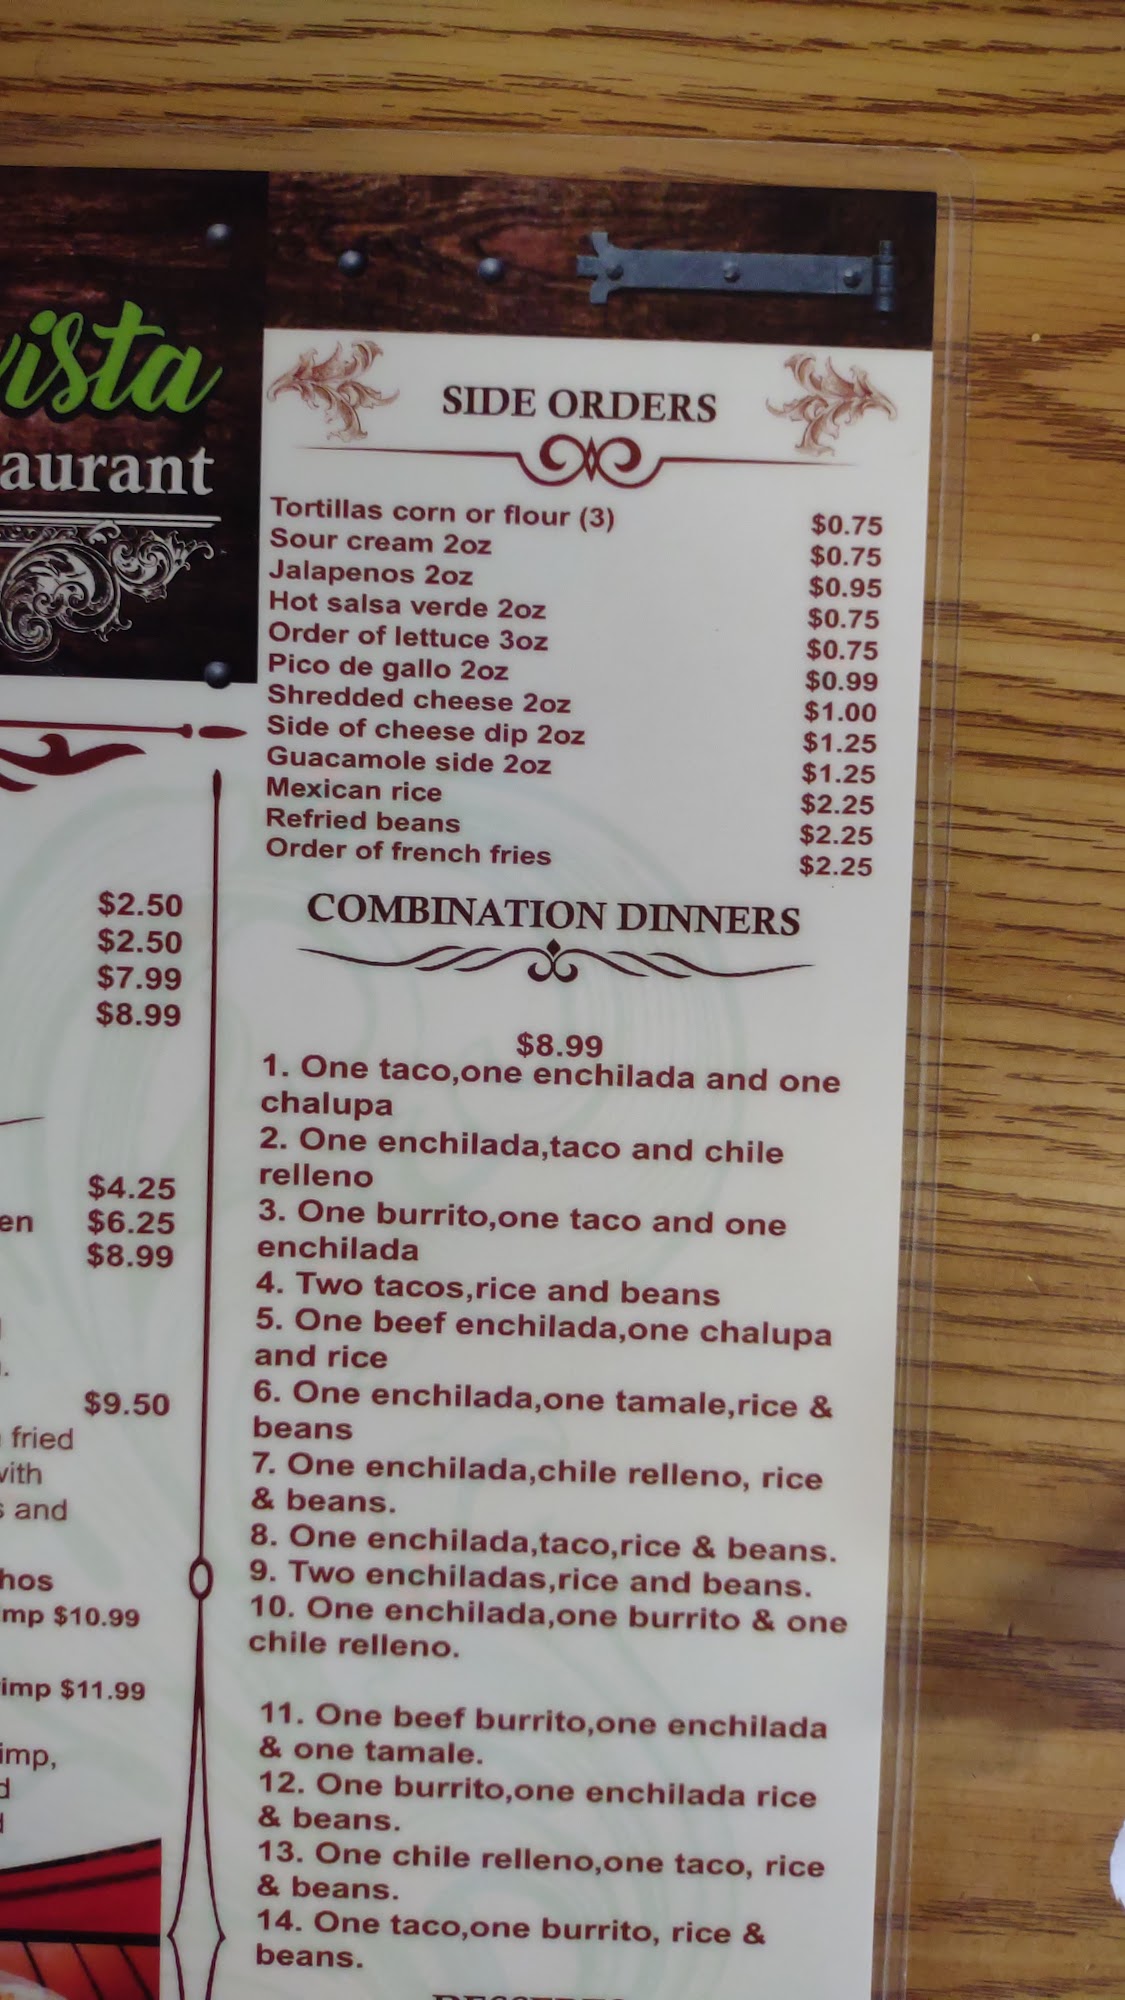 vista
aurant
$2.50
$2.50
$7.99
$8.99
$4.25
en $6.25
$8.99
$9.50
fried
with
s and
hos
mp $10.99
imp $11.99
imp,
SIDE ORDERS
Tortillas corn or flour (3) $0.75
Sour cream 2oz $0.75
Jalapenos 2oz $0.95
Hot salsa verde 2oz $0.75
Order of lettuce 3oz $0.75
Pico de gallo 2oz $0.99
Shredded cheese 2oz $1.00
Side of cheese dip 2oz $1.25
Guacamole side 2oz $1.25
Mexican rice $2.25
Refried beans $2.25
Order of french fries $2.25
COMBINATION DINNERS
$8.99
1. One taco,one enchilada and one
chalupa
2. One enchilada,taco and chile
relleno
3. One burrito,one taco and one
enchilada
4. Two tacos,rice and beans
5. One beef enchilada,one chalupa
and rice
6. One enchilada,one tamale,rice &
beans
7. One enchilada,chile relleno, rice
& beans.
8. One enchilada,taco,rice & beans.
9. Two enchiladas,rice and beans.
10. One enchilada,one burrito & one
chile relleno.
11. One beef burrito,one enchilada
& one tamale.
12. One burrito,one enchilada rice
& beans.
13. One chile relleno,one taco, rice
& beans.
14. One taco,one burrito, rice &
beans.